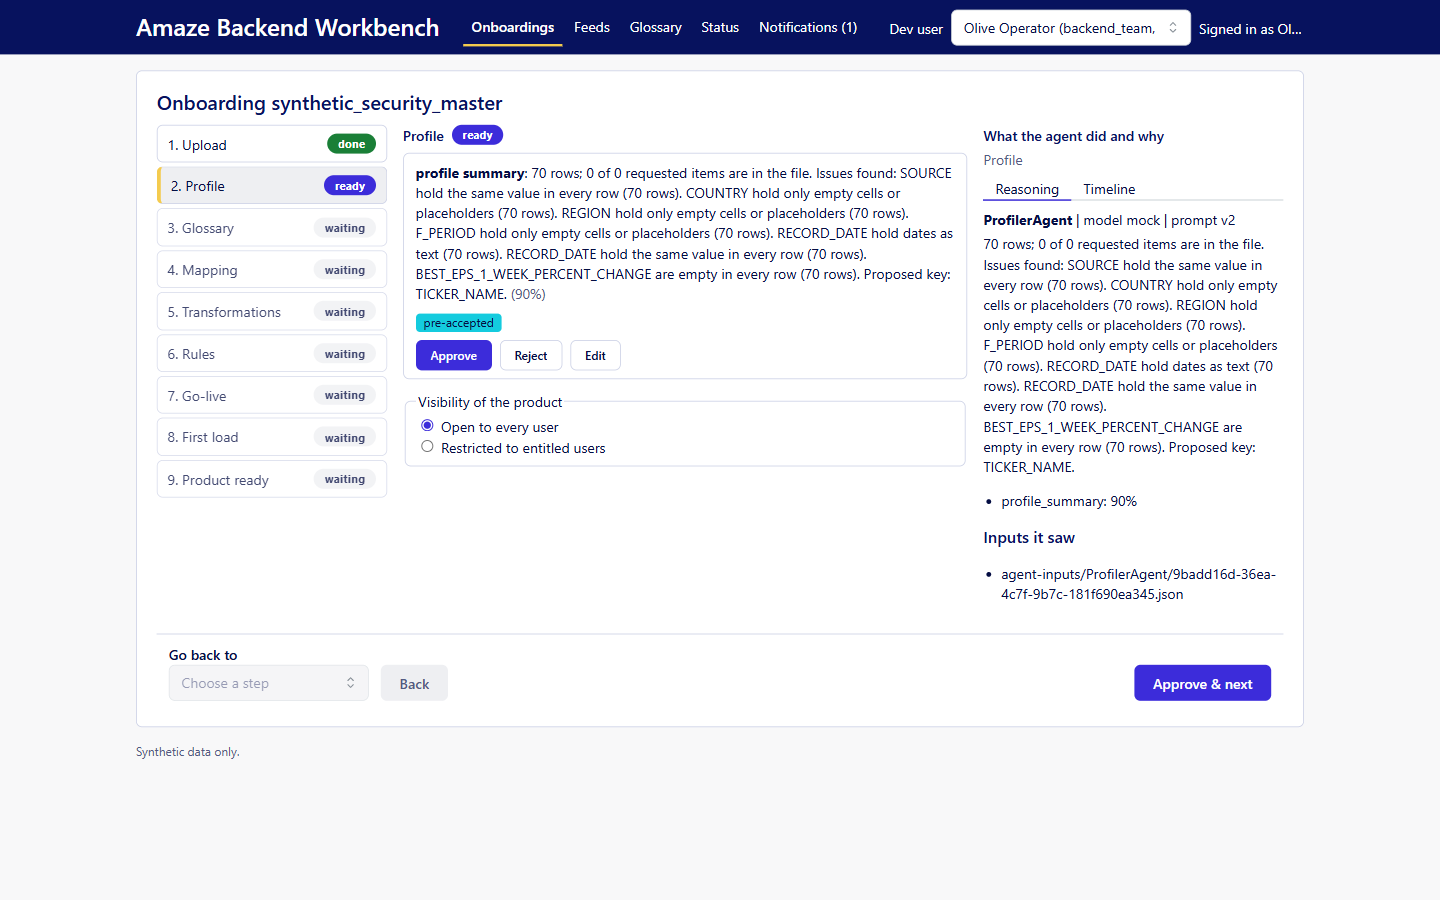 Amaze Backend Workbench
Onboardings
Feeds
Glossary
Status
Notifications (1)
Dev user
Olive Operator (backend_team,
Signed in as Ol...
Onboarding synthetic_security_master
1. Upload
done
2. Profile
ready
3. Glossary
waiting
4. Mapping
waiting
5. Transformations
waiting
6. Rules
waiting
7. Go-live
waiting
8. First load
waiting
9. Product ready
waiting
Profile
ready
profile summary: 70 rows; 0 of 0 requested items are in the file. Issues found: SOURCE
hold the same value in every row (70 rows). COUNTRY hold only empty cells or
placeholders (70 rows). REGION hold only empty cells or placeholders (70 rows).
F_PERIOD hold only empty cells or placeholders (70 rows). RECORD_DATE hold dates as
text (70 rows). RECORD_DATE hold the same value in every row (70 rows).
BEST_EPS_1_WEEK_PERCENT_CHANGE are empty in every row (70 rows). Proposed key:
TICKER_NAME. (90%)
pre-accepted
Approve
Reject
Edit
Visibility of the product
Open to every user
Restricted to entitled users
What the agent did and why
Profile
Reasoning
Timeline
ProfilerAgent | model mock | prompt v2
70 rows; 0 of 0 requested items are in the file.
Issues found: SOURCE hold the same value in
every row (70 rows). COUNTRY hold only empty
cells or placeholders (70 rows). REGION hold
only empty cells or placeholders (70 rows).
F_PERIOD hold only empty cells or placeholders
(70 rows). RECORD_DATE hold dates as text (70
rows). RECORD_DATE hold the same value in
every row (70 rows).
BEST_EPS_1_WEEK_PERCENT_CHANGE are
empty in every row (70 rows). Proposed key:
TICKER_NAME.
• profile_summary: 90%
Inputs it saw
• agent-inputs/ProfilerAgent/9badd16d-36ea-
4c7f-9b7c-181f690ea345.json
Go back to
Choose a step
Back
Approve & next
Synthetic data only.